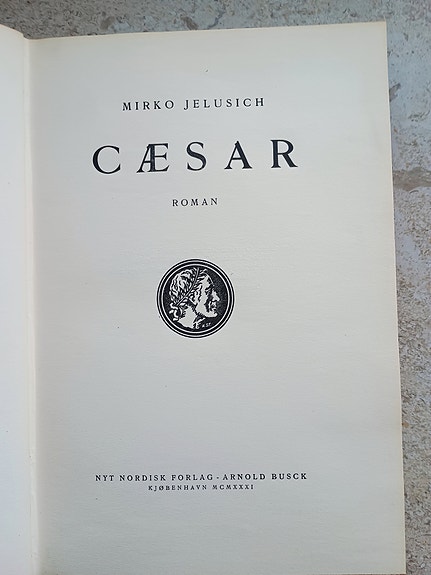 MIRKO JELUSICH
CÆSAR
ROMAN
NYT NORDISK FORLAG - ARNOLD BUSCK
KJØBENHAVN MCMXXXI